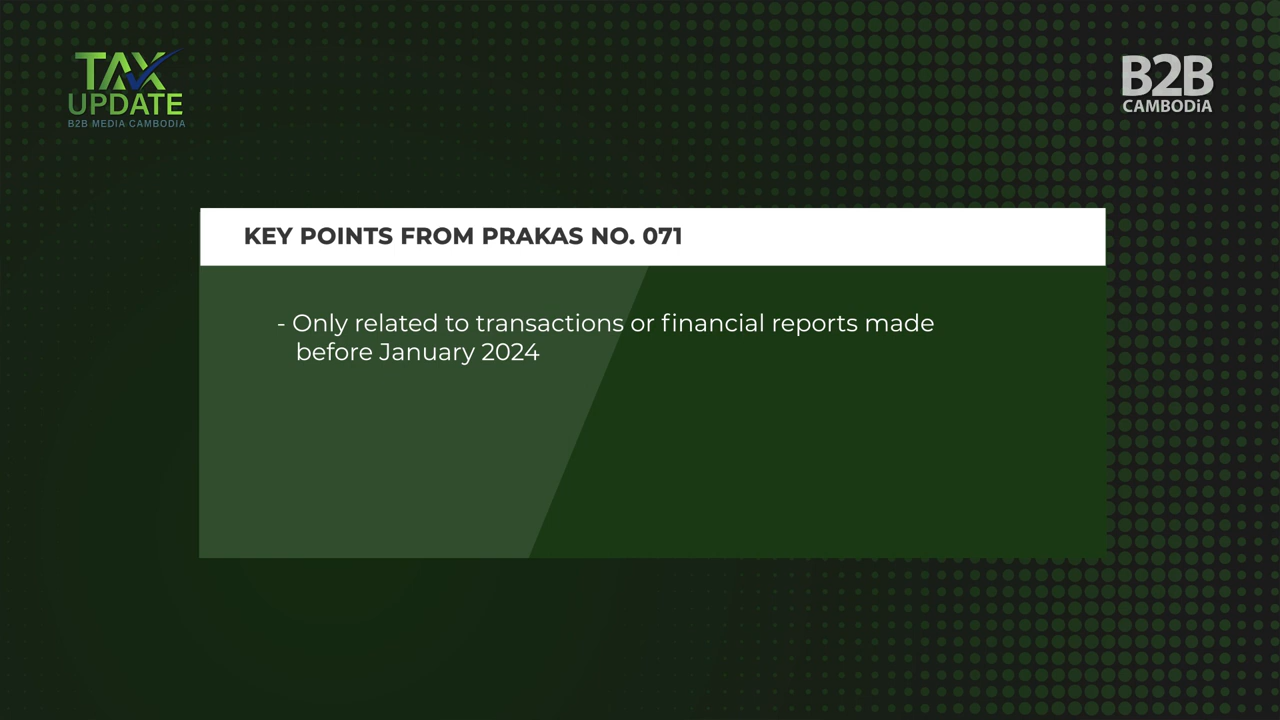 TAX
UPDATE
B2B MEDIA CAMBODIA
B2B
CAMBODiA
KEY POINTS FROM PRAKAS NO. 071
- Only related to transactions or financial reports made
before January 2024